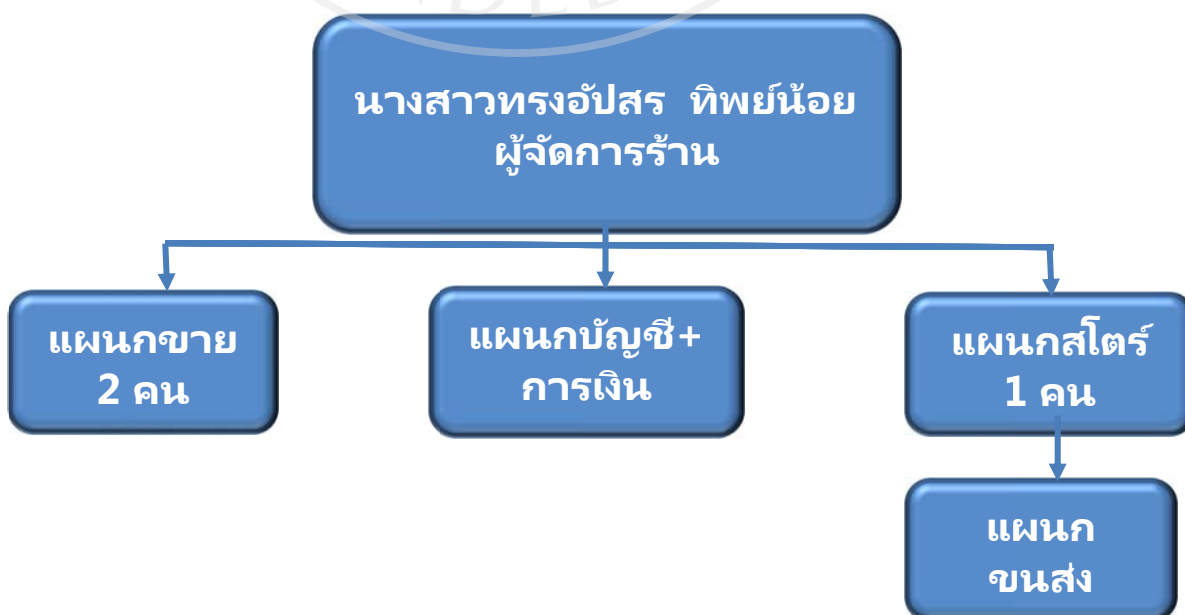 นางสาวทรงอัปสร ทิพย์น้อย
ผู้จัดการร้าน
แผนกขาย
2 คน
แผนกบัญชี+
การเงิน
แผนกสโตร์
1 คน
แผนก
ขนส่ง